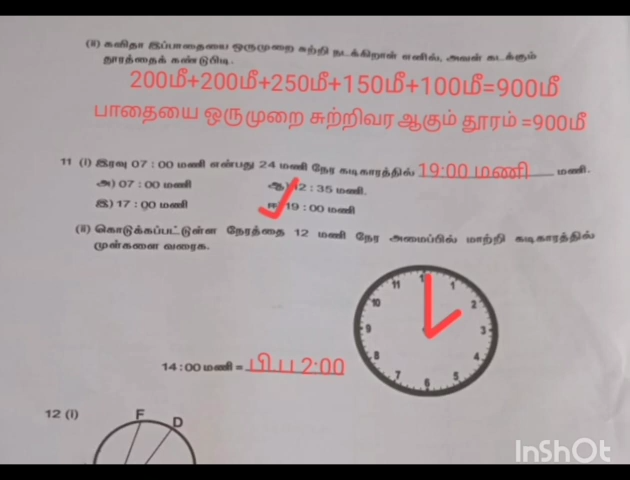 (ii) கவிதா இப்பாதையை ஒருமுறை சுற்றி நடக்கிறாள் எனில், அவள் கடக்கும்
தூரத்தைக் கண்டுபிடி.
200மீ+200மீ+250மீ+150மீ+100மீ=900மீ
பாதையை ஒருமுறை சுற்றிவர ஆகும் தூரம் =900மீ
11 (i) இரவு 07 : 00 மணி என்பது 24 மணி நேர கடிகாரத்தில் 19:00 மணி மணி.
அ) 07 : 00 மணி ஆ) 12 : 35 மணி.
இ) 17 : 00 மணி ஈ) 19 : 00 மணி
(ii) கொடுக்கப்பட்டுள்ள நேரத்தை 12 மணி நேர அமைப்பில் மாற்றி கடிகாரத்தில்
முள்களை வரைக.
11 1
10 2
9 3
8 4
7 6 5
14:00 மணி = பி.ப 2:00
12 (i) F D
InShOt